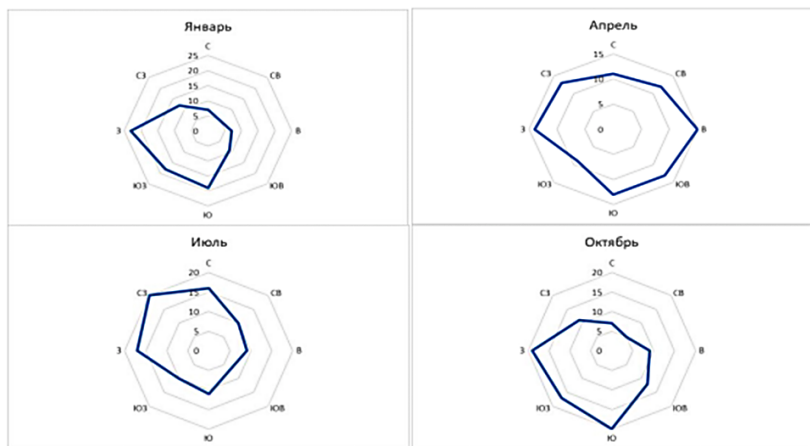 Январь
С
25
20
15
10
5
0
СВ
В
ЮВ
Ю
ЮЗ
З
СЗ
Апрель
С
15
10
5
0
СВ
В
ЮВ
Ю
ЮЗ
З
СЗ
Июль
С
20
15
10
5
0
СВ
В
ЮВ
Ю
ЮЗ
З
СЗ
Октябрь
С
20
15
10
5
0
СВ
В
ЮВ
Ю
ЮЗ
З
СЗ